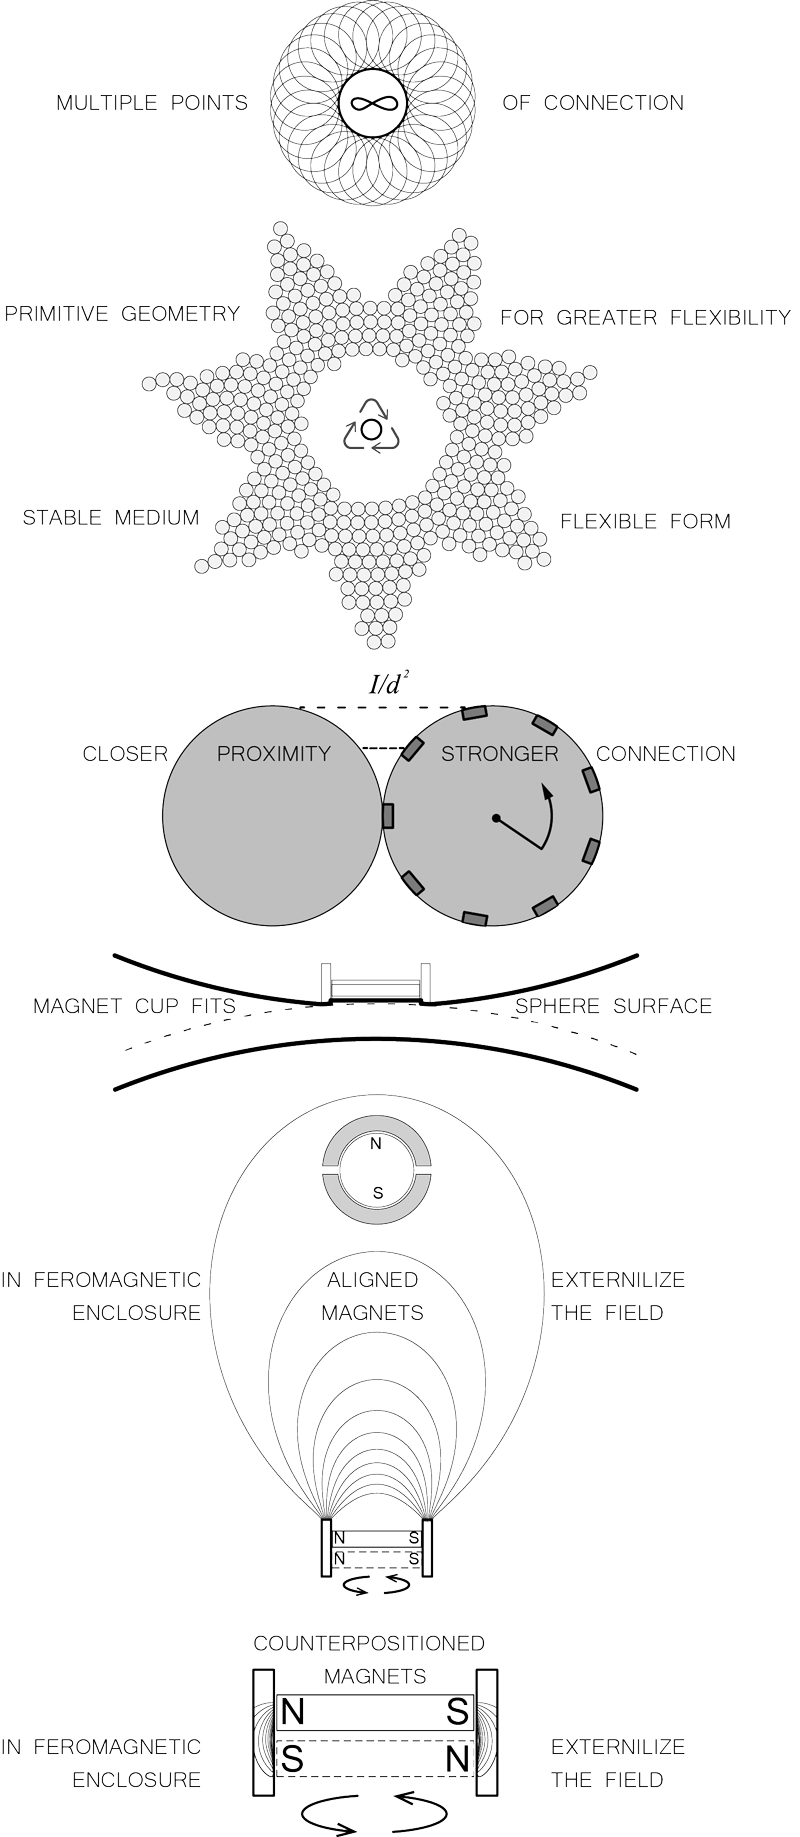 MULTIPLE POINTS OF CONNECTION
PRIMITIVE GEOMETRY FOR GREATER FLEXIBILITY
STABLE MEDIUM FLEXIBLE FORM
I/d²
CLOSER PROXIMITY STRONGER CONNECTION
MAGNET CUP FITS SPHERE SURFACE
N
S
IN FEROMAGNETIC ALIGNED EXTERNILIZE
ENCLOSURE MAGNETS THE FIELD
N S
N S
COUNTERPOSITIONED
MAGNETS
N S
IN FEROMAGNETIC S N EXTERNILIZE
ENCLOSURE THE FIELD